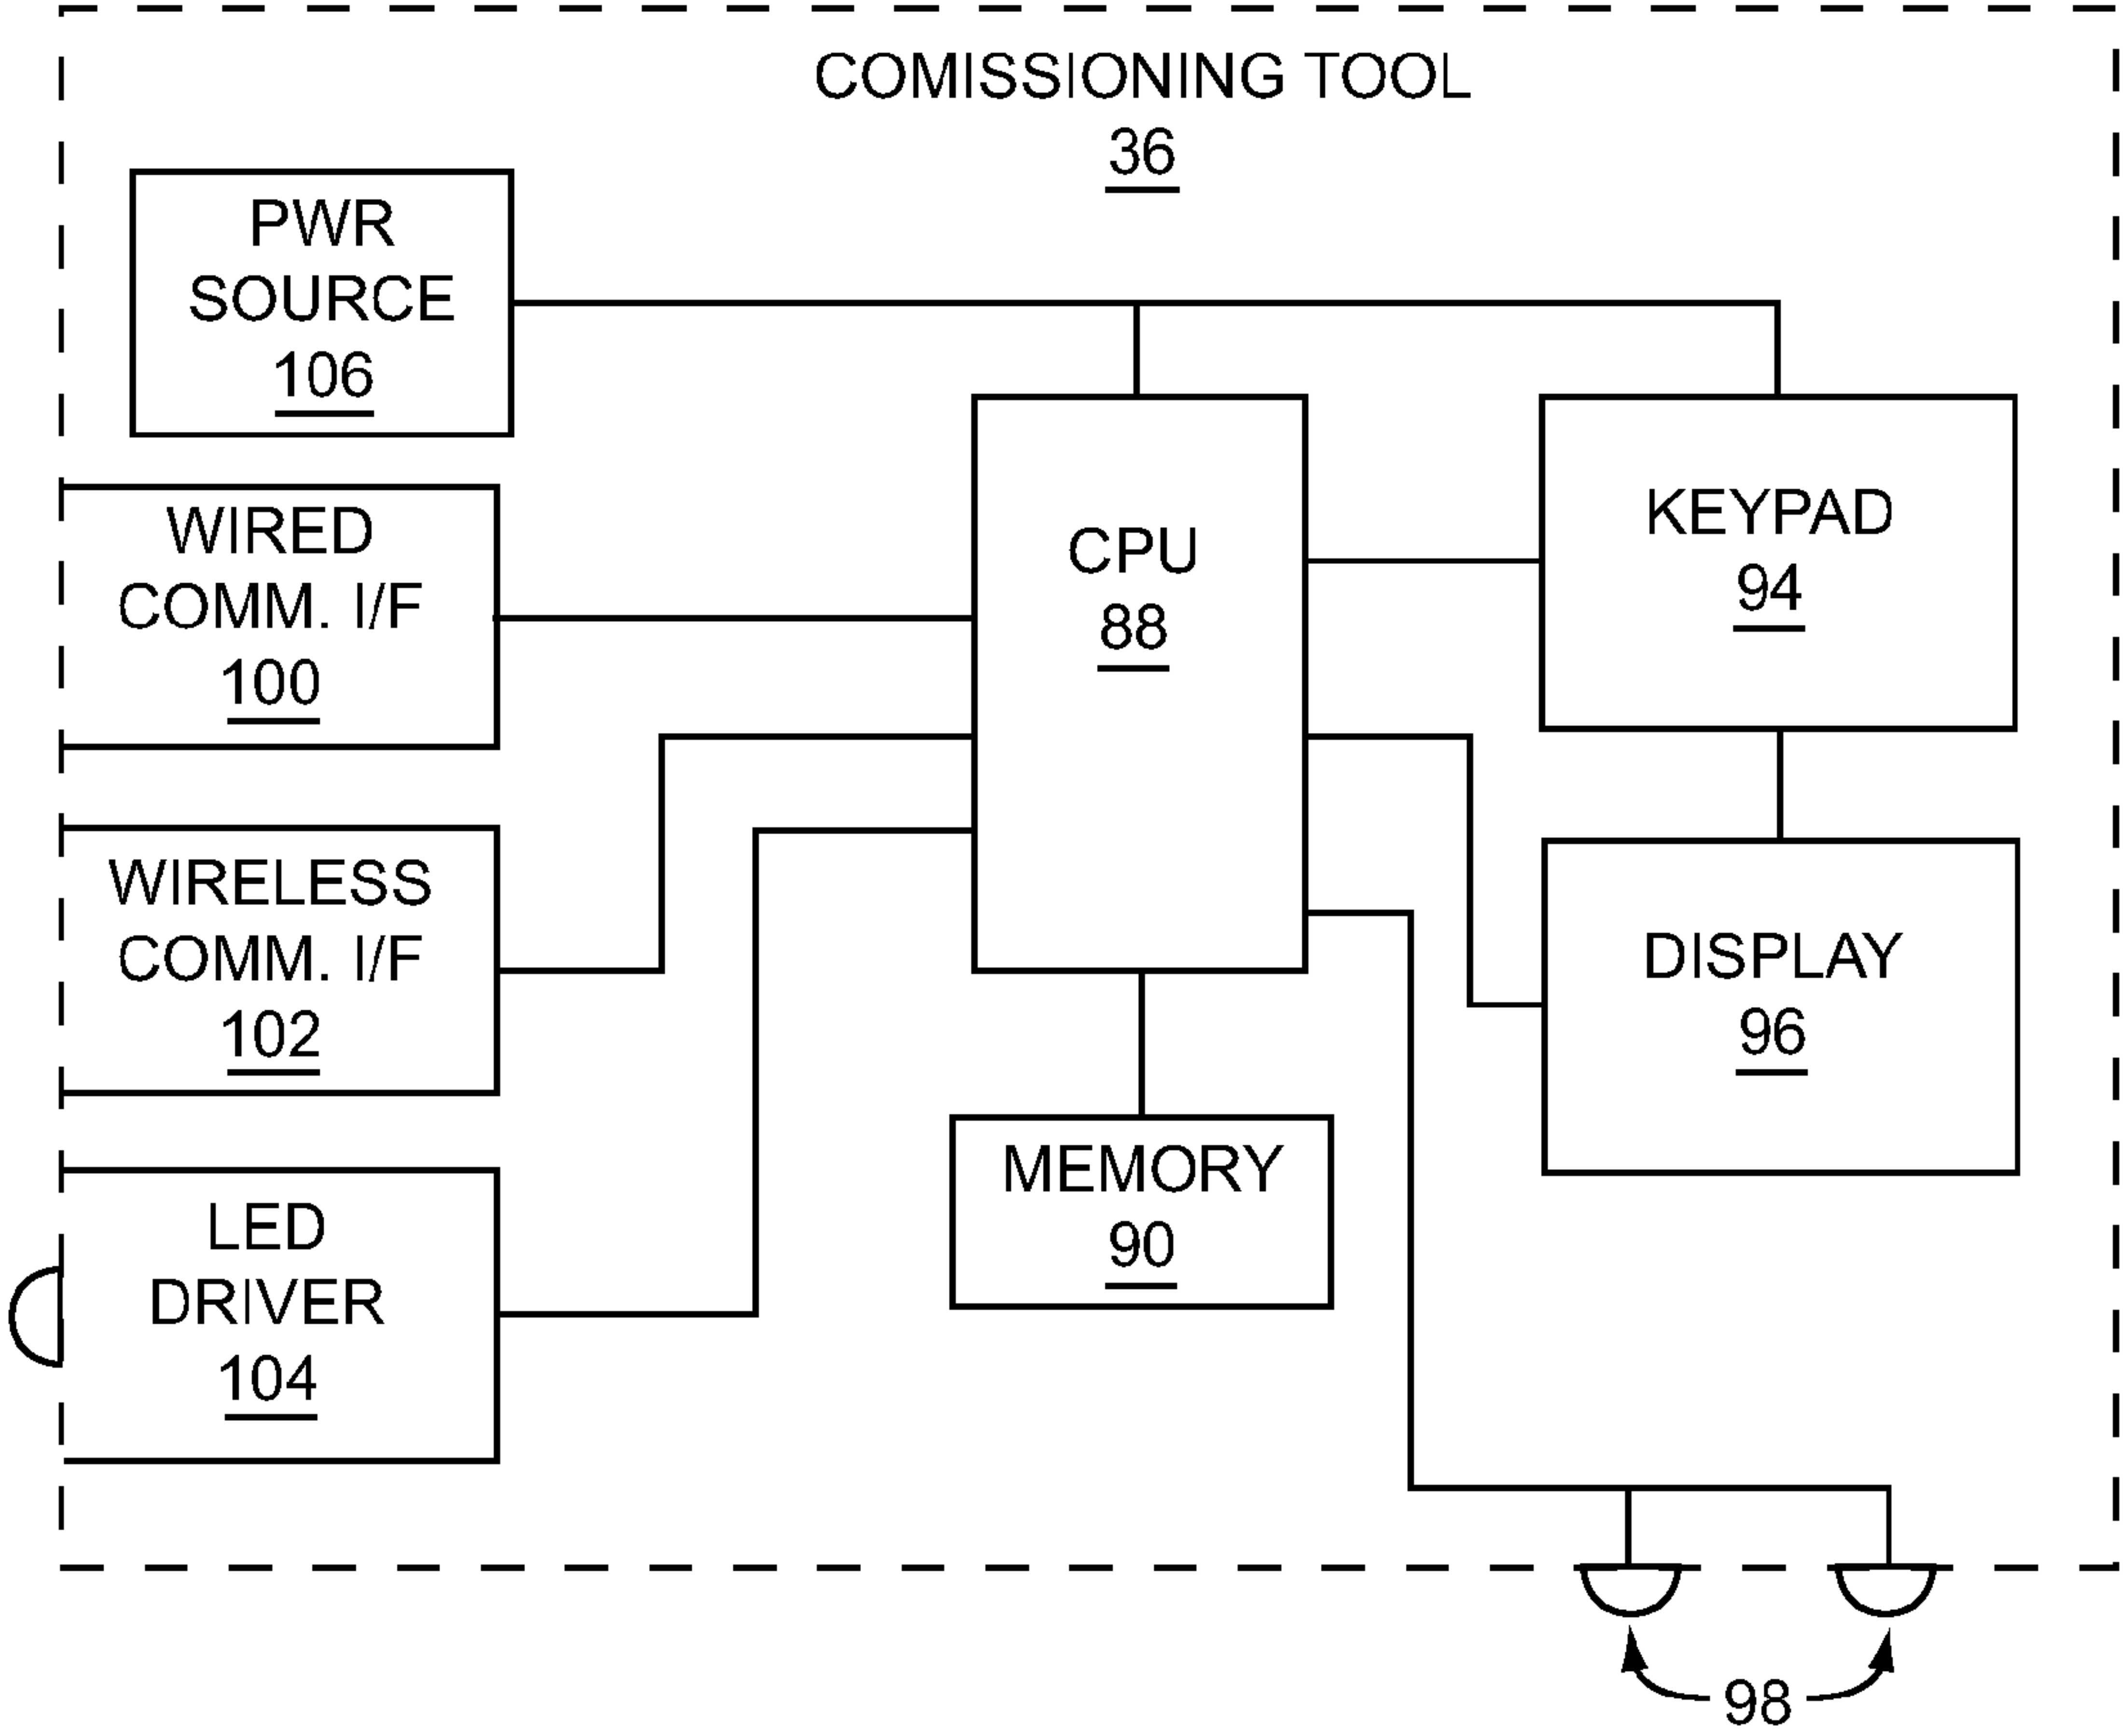 COMISSIONING TOOL
36
PWR
SOURCE
106
WIRED
COMM. I/F
100
WIRELESS
COMM. I/F
102
LED
DRIVER
104
CPU
88
MEMORY
90
KEYPAD
94
DISPLAY
96
98